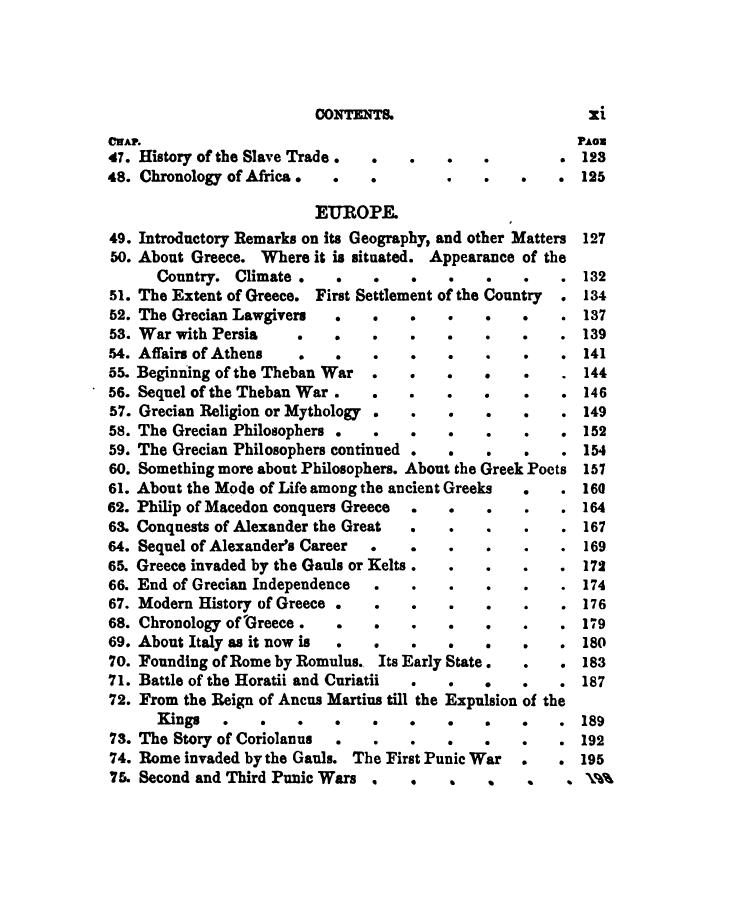 CONTENTS. xi
CHAP. PAGE
47. History of the Slave Trade . . . . . . 123
48. Chronology of Africa . . . . . . . 125
EUROPE.
49. Introductory Remarks on its Geography, and other Matters 127
50. About Greece. Where it is situated. Appearance of the
Country. Climate . . . . . . . . 132
51. The Extent of Greece. First Settlement of the Country . 134
52. The Grecian Lawgivers . . . . . . . 137
53. War with Persia . . . . . . . . 139
54. Affairs of Athens . . . . . . . . 141
55. Beginning of the Theban War . . . . . . 144
56. Sequel of the Theban War . . . . . . . 146
57. Grecian Religion or Mythology . . . . . . 149
58. The Grecian Philosophers . . . . . . . 152
59. The Grecian Philosophers continued . . . . . 154
60. Something more about Philosophers. About the Greek Poets 157
61. About the Mode of Life among the ancient Greeks . . 160
62. Philip of Macedon conquers Greece . . . . . 164
63. Conquests of Alexander the Great . . . . . 167
64. Sequel of Alexander's Career . . . . . . 169
65. Greece invaded by the Gauls or Kelts . . . . . 172
66. End of Grecian Independence . . . . . . 174
67. Modern History of Greece . . . . . . . 176
68. Chronology of Greece . . . . . . . . 179
69. About Italy as it now is . . . . . . . 180
70. Founding of Rome by Romulus. Its Early State . . . 183
71. Battle of the Horatii and Curiatii . . . . . 187
72. From the Reign of Ancus Martius till the Expulsion of the
Kings . . . . . . . . . . 189
73. The Story of Coriolanus . . . . . . . 192
74. Rome invaded by the Gauls. The First Punic War . . 195
75. Second and Third Punic Wars . . . . . . 198